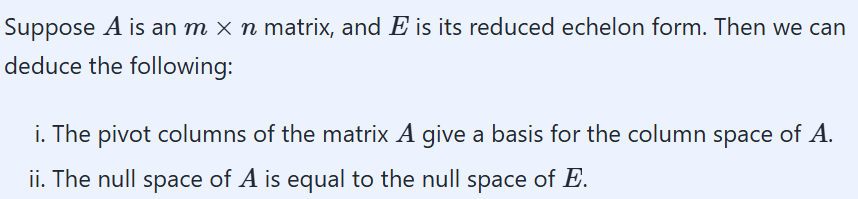 Suppose A is an m × n matrix, and E is its reduced echelon form. Then we can
deduce the following:
i. The pivot columns of the matrix A give a basis for the column space of A.
ii. The null space of A is equal to the null space of E.